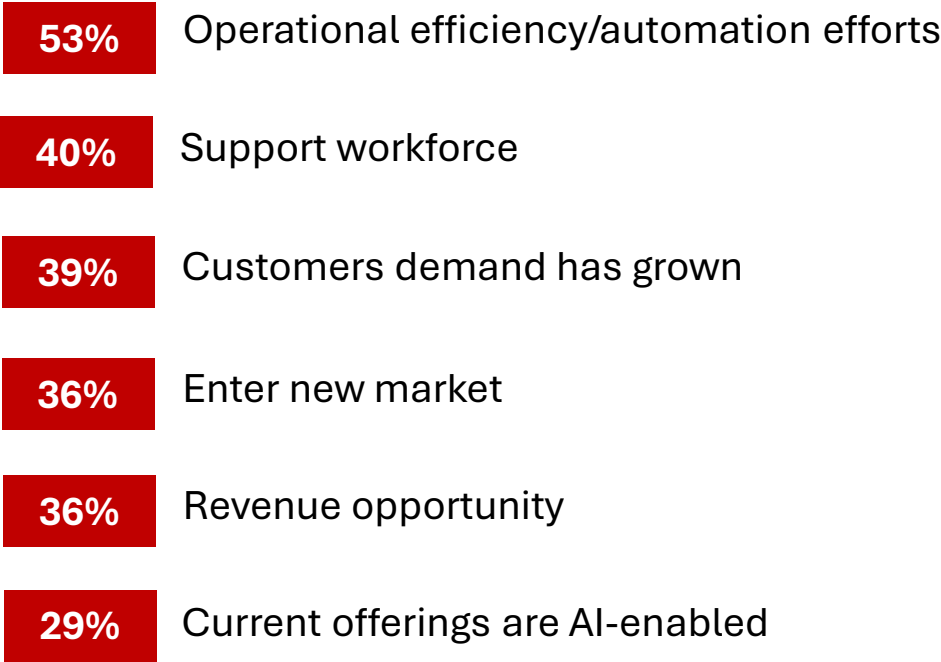 53% Operational efficiency/automation efforts
40% Support workforce
39% Customers demand has grown
36% Enter new market
36% Revenue opportunity
29% Current offerings are AI-enabled